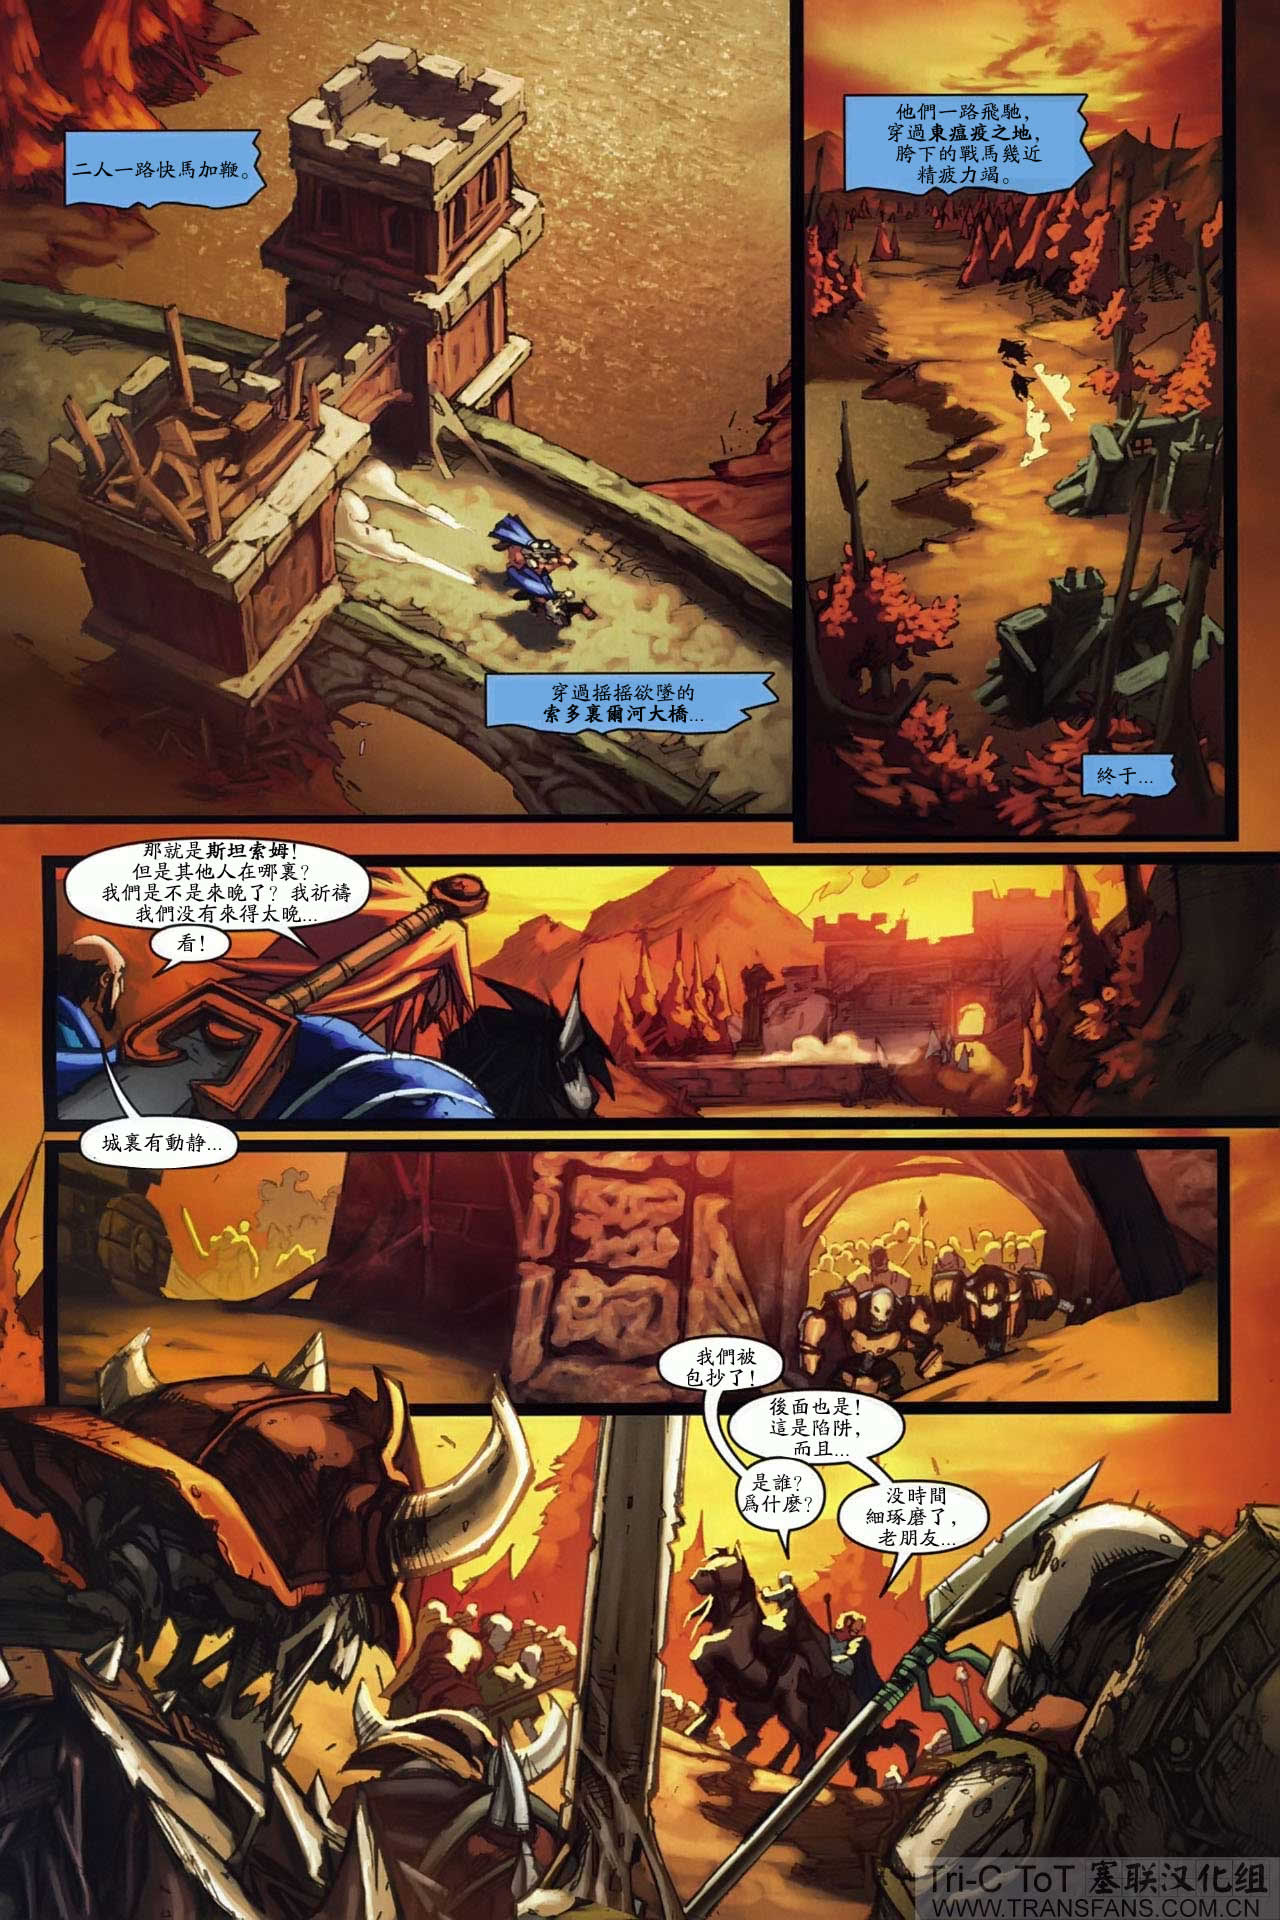 二人一路快馬加鞭。
穿過摇摇欲墜的
索多裏爾河大橋...
他們一路飛馳，
穿過東瘟疫之地，
胯下的戰馬幾近
精疲力竭。
終于...
那就是斯坦索姆！
但是其他人在哪裏？
我們是不是來晚了？我祈禱
我們没有來得太晚...
看！
城裏有動静...
我們被
包抄了！
後面也是！
這是陷阱，
而且...
是誰？
爲什麽？
没時間
細琢磨了，
老朋友...
Tri-C ToT 塞联汉化组
WWW.TRANSFANS.COM.CN